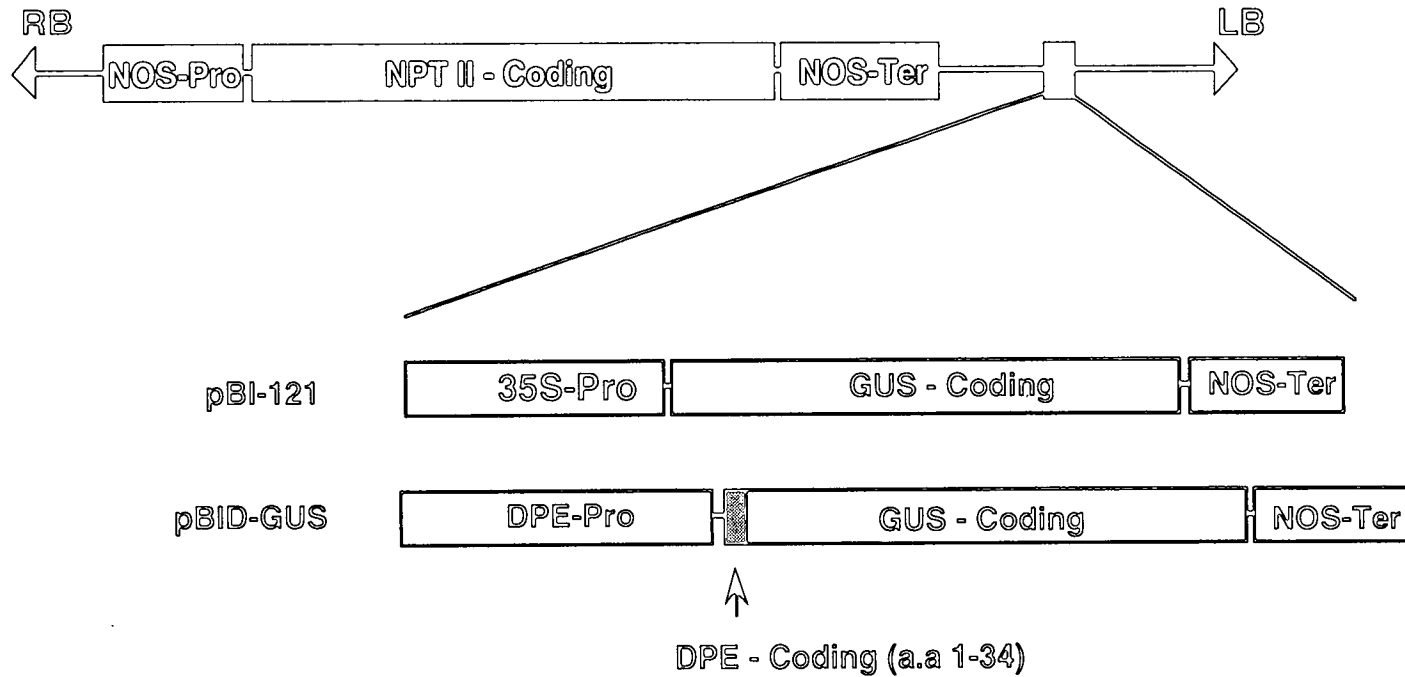 RB
LB
NOS-Pro NPT II - Coding NOS-Ter
pBI-121 35S-Pro GUS - Coding NOS-Ter
pBID-GUS DPE-Pro GUS - Coding NOS-Ter
DPE - Coding (a.a 1-34)